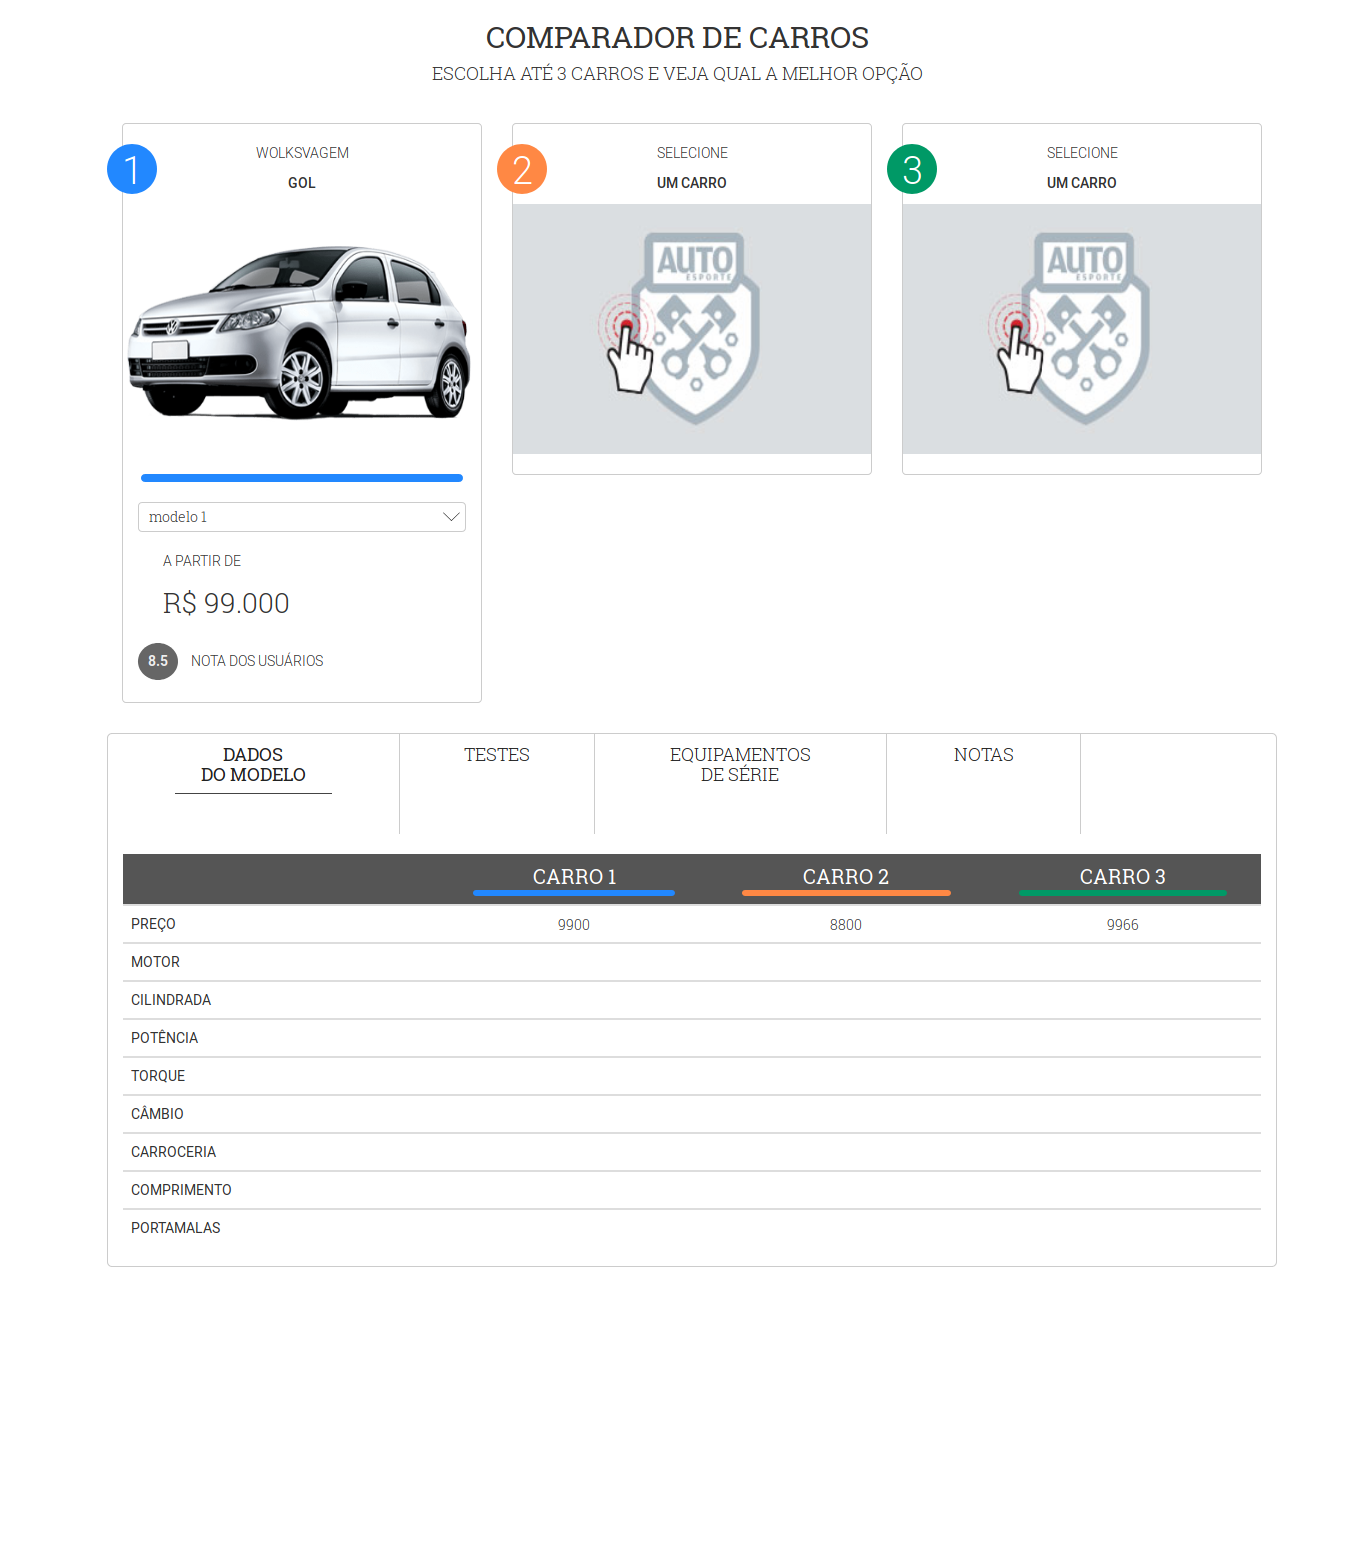 COMPARADOR DE CARROS
ESCOLHA ATÉ 3 CARROS E VEJA QUAL A MELHOR OPÇÃO
1
WOLKSVAGEM
GOL
modelo 1
A PARTIR DE
R$ 99.000
8.5 NOTA DOS USUÁRIOS
2
SELECIONE
UM CARRO
AUTO
ESPORTE
3
SELECIONE
UM CARRO
AUTO
ESPORTE
DADOS
DO MODELO
TESTES
EQUIPAMENTOS
DE SÉRIE
NOTAS
CARRO 1 CARRO 2 CARRO 3
PREÇO 9900 8800 9966
MOTOR
CILINDRADA
POTÊNCIA
TORQUE
CÂMBIO
CARROCERIA
COMPRIMENTO
PORTAMALAS